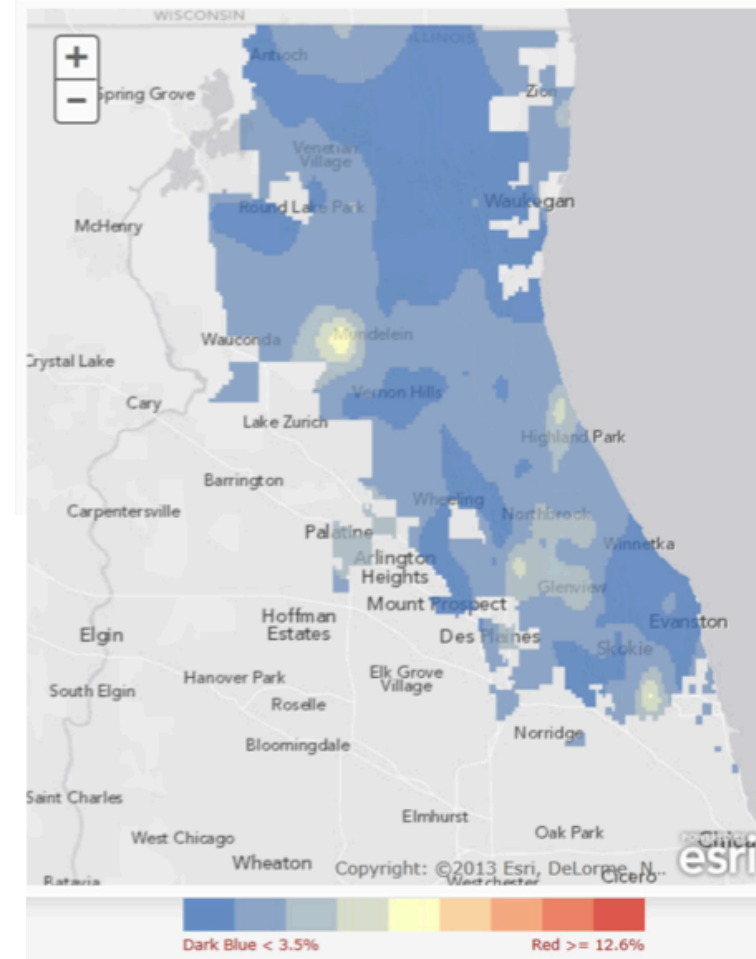 WISCONSIN
ILLINOIS
Antioch
+
−
Spring Grove
Zion
Venetian
Village
Round Lake Park
Waukegan
McHenry
Wauconda
Mundelein
Crystal Lake
Vernon Hills
Cary
Lake Zurich
Highland Park
Barrington
Wheeling
Carpentersville
Northbrook
Palatine
Winnetka
Arlington
Heights
Glenview
Mount Prospect
Hoffman
Estates
Evanston
Elgin
Des Plaines
Skokie
Hanover Park
Elk Grove
Village
South Elgin
Roselle
Norridge
Bloomingdale
Saint Charles
Elmhurst
West Chicago
Oak Park
Wheaton
Copyright: ©2013 Esri, DeLorme, N...
esri
Batavia
Westchester
Cicero
Dark Blue < 3.5%
Red >= 12.6%